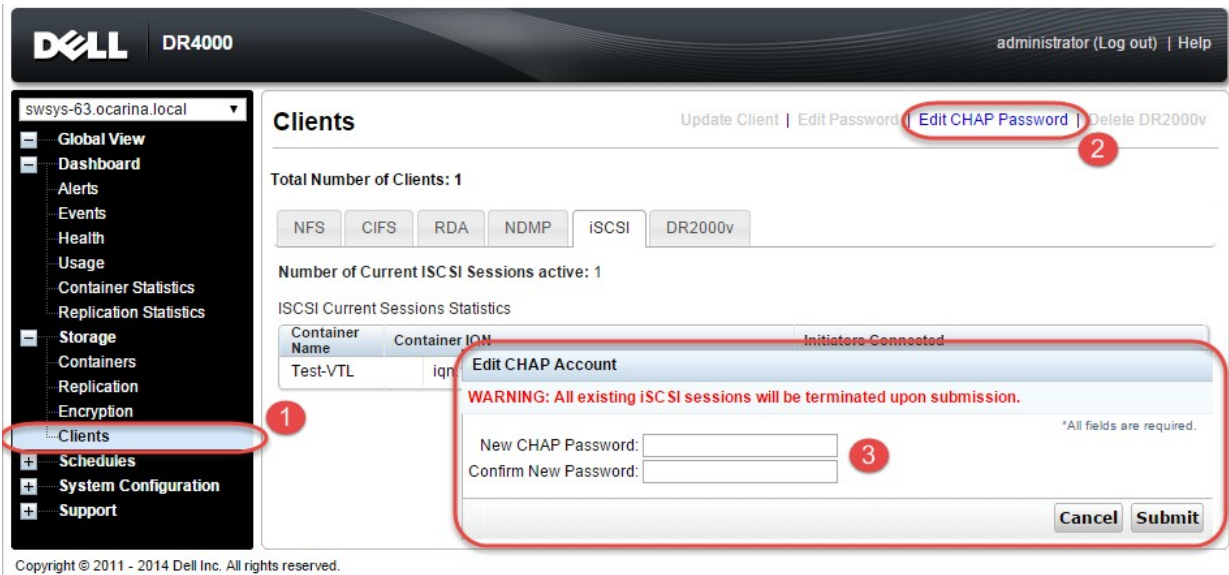 DELL DR4000 administrator (Log out) | Help
swsys-63.ocarina.local
Global View
Dashboard
Alerts
Events
Health
Usage
Container Statistics
Replication Statistics
Storage
Containers
Replication
Encryption
Clients
Schedules
System Configuration
Support
1
Clients
Update Client | Edit Password | Edit CHAP Password | Delete DR2000v
2
Total Number of Clients: 1
NFS CIFS RDA NDMP iSCSI DR2000v
Number of Current ISCSI Sessions active: 1
ISCSI Current Sessions Statistics
Container Name Container IQN Initiators Connected
Test-VTL iqn
Edit CHAP Account
WARNING: All existing iSCSI sessions will be terminated upon submission.
*All fields are required.
New CHAP Password:
Confirm New Password:
3
Cancel Submit
Copyright © 2011 - 2014 Dell Inc. All rights reserved.